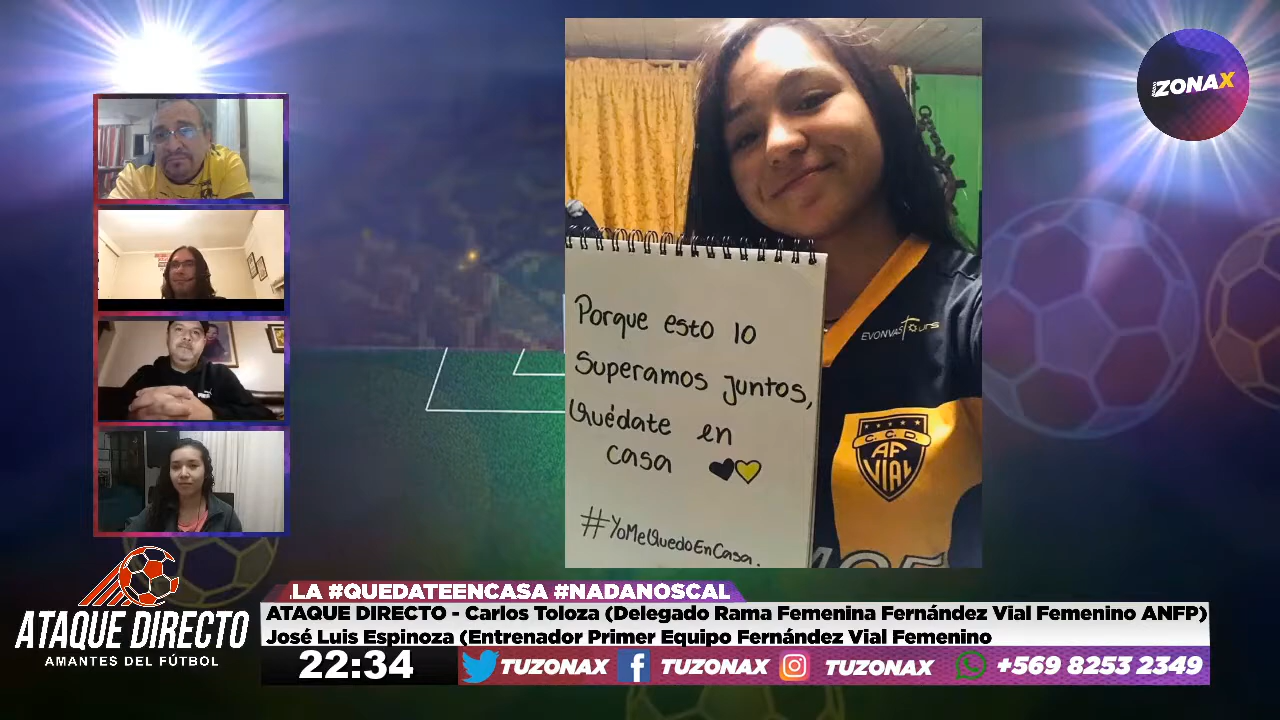 ZONAX
Porque esto lo
Superamos Juntos,
Quédate en
casa
#YoMeQuedoEnCasa.
EVONVAS TOURS
C.C.D.
AF
VIAL
ATAQUE DIRECTO
AMANTES DEL FÚTBOL
.LA #QUEDATEENCASA #NADANOSCAL
ATAQUE DIRECTO - Carlos Toloza (Delegado Rama Femenina Fernández Vial Femenino ANFP)
José Luis Espinoza (Entrenador Primer Equipo Fernández Vial Femenino
22:34 TUZONAX TUZONAX TUZONAX +569 8253 2349